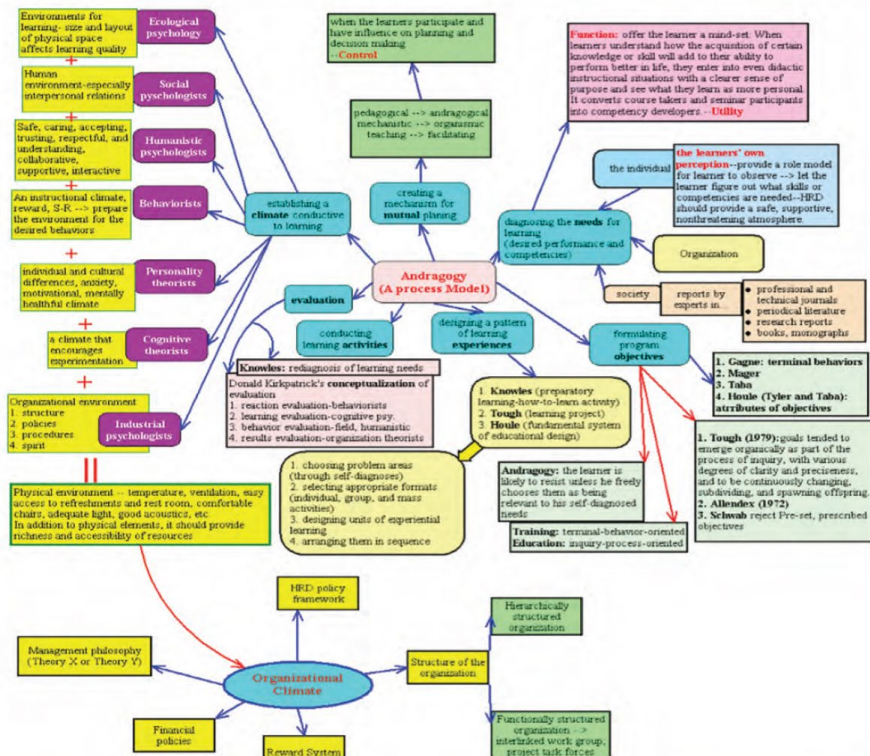 Environments for
learning- size and layout
of physical space
affects learning quality
Ecological
psychology
+
Human
environment-especially
interpersonal relations
Social
pyschologists
+
Safe, caring, accepting,
trusting, respectful, and
understanding,
collaborative,
supportive, interactive
Humanistic
psychologists
+
An instructional climate,
reward, S-R --> prepare
the environment for the
desired behaviors
Behaviorists
+
individual and cultural
differences, anxiety,
motivational, mentally
healthful climate
Personality
theorists
+
a climate that
encourages
experimentation
Cognitive
theorists
+
Organizational environment
1. structure
2. policies
3. procedures
4. spirit
Industrial
psychologists
Physical environment -- temperature, ventilation, easy
access to refreshments and rest room, comfortable
chairs, adequate light, good acoustics, etc
In addition to physical elements, it should provide
richness and accessibility of resources
establishing a
climate conductive
to learning
when the learners participate and
have influence on planning and
decision making
--Control
pedagogical --> andragogical
mechanistic --> organismic
teaching --> facilitating
creating a
mechanism for
mutual planing
Function: offer the learner a mind-set: When
learners understand how the acquisition of certain
knowledge or skill will add to their ability to
perform better in life, they enter into even didactic
instructional situations with a clearer sense of
purpose and see what they learn as more personal.
It converts course takers and seminar participants
into competency developers.--Utility
the individual
the learners' own
perception--provide a role model
for learner to observe --> let the
learner figure out what skills or
competencies are needed--HRD
should provide a safe, supportive,
nonthreating atmosphere.
diagnosing the needs for
learning
(desired performance and
competencies)
Organization
society
reports by
experts in...
professional and
technical journals
periodical literature
research reports
books, monographs
Andragogy
(A process Model)
evaluation
conducting
learning activities
designing a pattern
of learning
experiences
formulating
program
objectives
Knowles: rediagnosis of learning needs
Donald Kirkpatrick's conceptualization of
evaluation
1. reaction evaluation-behaviorists
2. learning evaluation-cognitive psy.
3. behavior evaluation-field, humanistic
4. results evaluation-organization theorists
1. Knowles (preparatory
learning-how-to-learn activity)
2. Tough (learning project)
3. Houle (fundamental system
of educational design)
1. choosing problem areas
(through self-diagnoses)
2. selecting appropriate formats
(individual, group, and mass
activities)
3. designing units of experiential
learning
4. arranging them in sequence
1. Gagne: terminal behaviors
2. Mager
3. Taba
4. Houle (Tyler and Taba):
atrributes of objectives
Andragogy: the learner is
likely to resist unless he freely
chooses them as being
relevant to his self-diagnosed
needs
Training: terminal-behavior-oriented
Education: inquiry-process-oriented
1. Tough (1979):goals tended to
emerge organically as part of the
process of inquiry, with various
degrees of clarity and preciseness,
and to be continuously changing,
subdividing, and spawning offspring.
2. Allendex (1972)
3. Schwab reject Pre-set, prescribed
objectives
HRD policy
framework
Management philosophy
(Theory X or Theory Y)
Organizational
Climate
Structure of the
organization
Hierarchically
structured
organization
Functionally structured
organization -->
interlinked work group,
project task forces
Financial
policies
Reward System